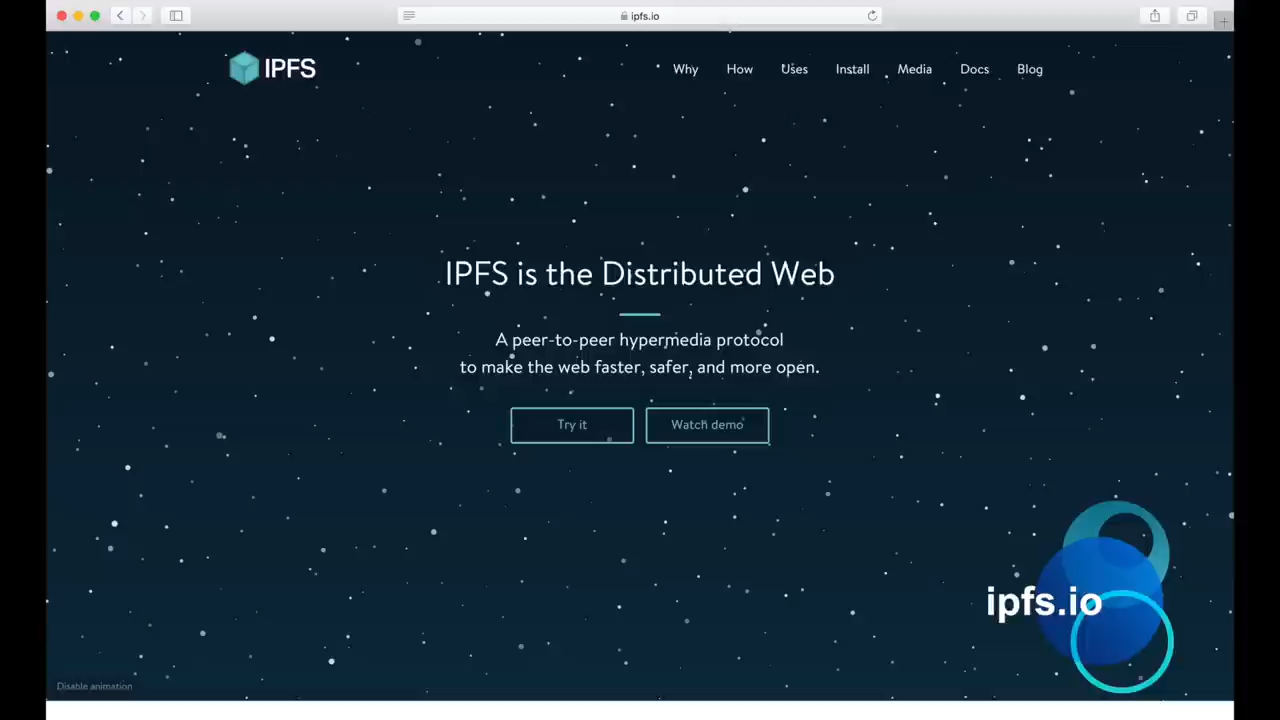 ipfs.io
IPFS
Why How Uses Install Media Docs Blog
IPFS is the Distributed Web
A peer-to-peer hypermedia protocol
to make the web faster, safer, and more open.
Try it
Watch demo
ipfs.io
Disable animation